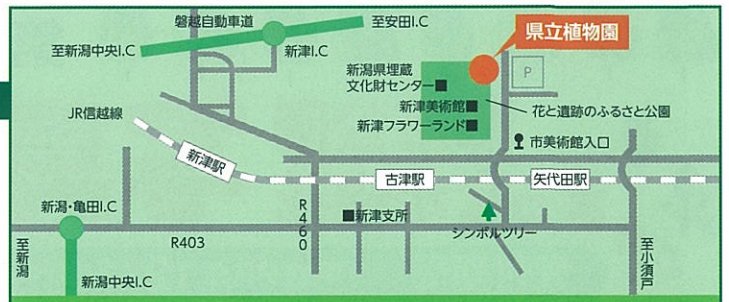 磐越自動車道
至安田I.C
至新潟中央I.C
新津I.C
県立植物園
P
新潟県埋蔵
文化財センター■
新津美術館■
新津フラワーランド■
花と遺跡のふるさと公園
JR信越線
市美術館入口
新津駅
古津駅
矢代田駅
新潟・亀田I.C
R460
■新津支所
シンボルツリー
R403
至新潟
至小須戸
新潟中央I.C